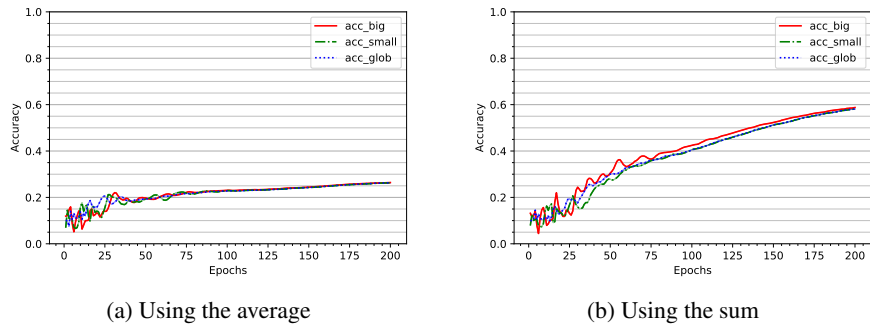 1.0
0.8
0.6
0.4
0.2
0.0
Accuracy
acc_big
acc_small
acc_glob
0 25 50 75 100 125 150 175 200
Epochs
(a) Using the average
1.0
0.8
0.6
0.4
0.2
0.0
Accuracy
acc_big
acc_small
acc_glob
0 25 50 75 100 125 150 175 200
Epochs
(b) Using the sum